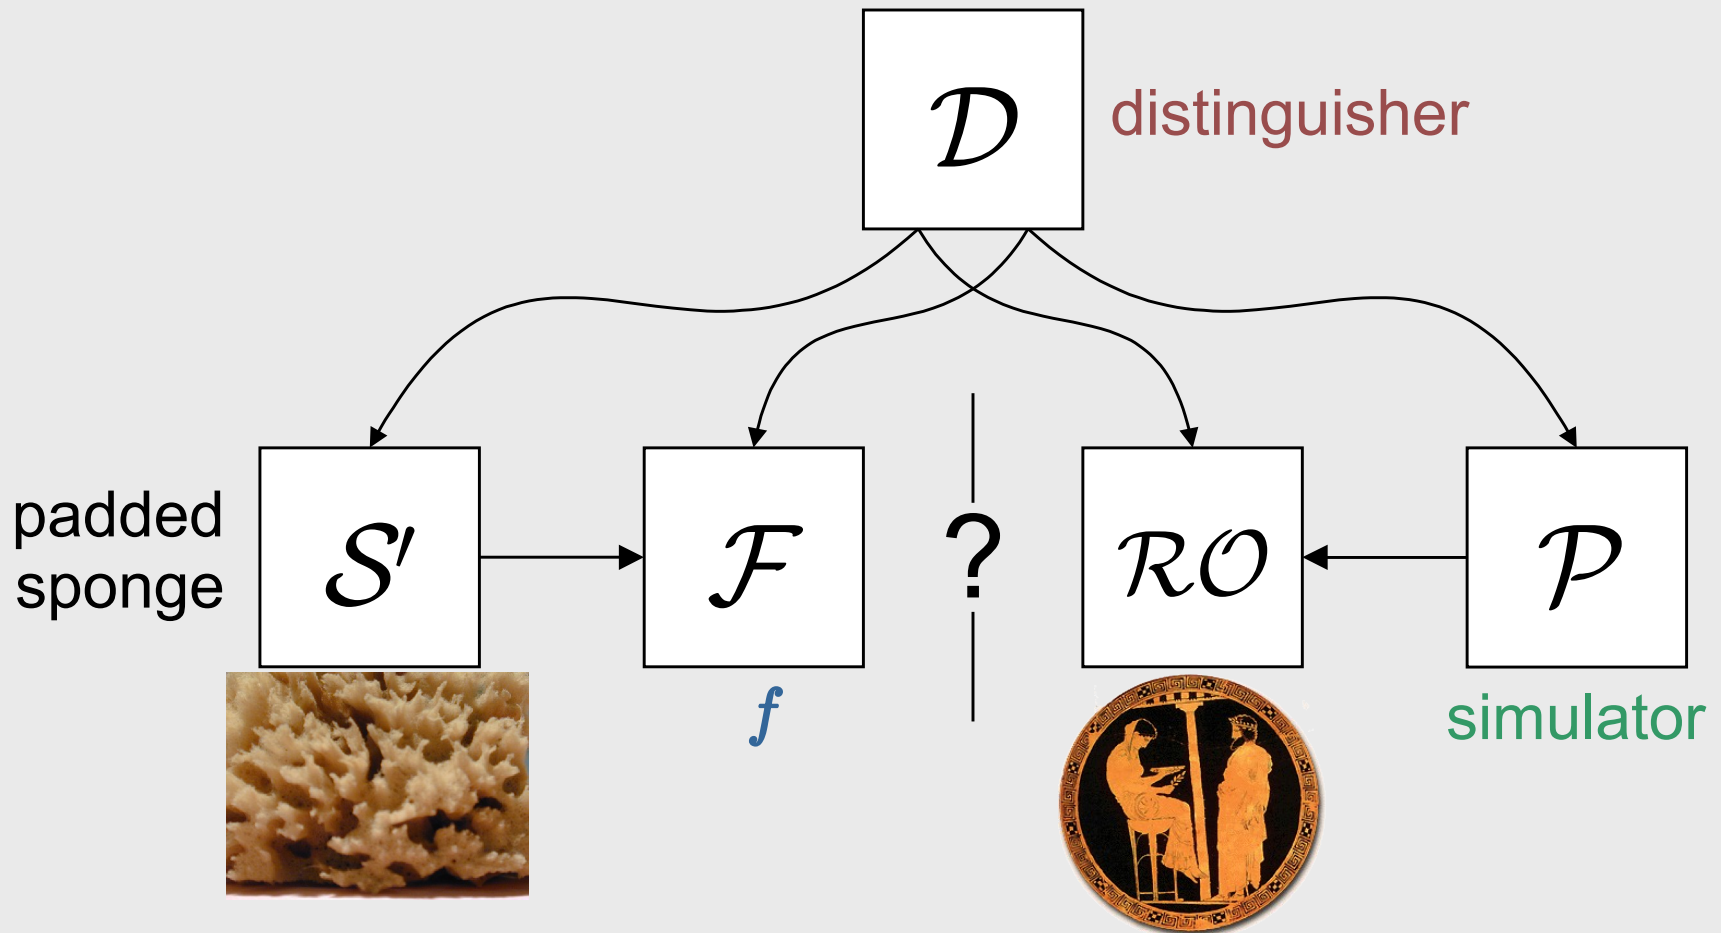 𝒟
distinguisher
padded
sponge
𝒮′
ℱ
?
ℛ𝒪
𝒫
f
simulator